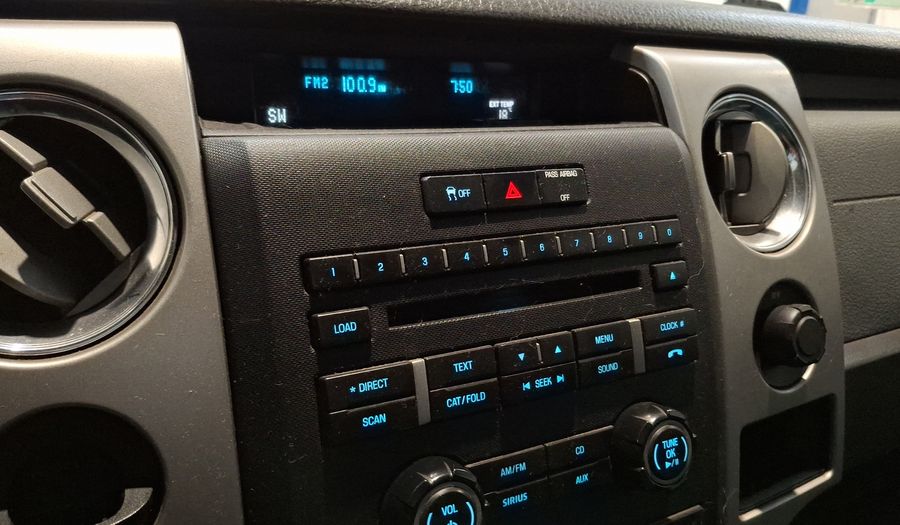 FM2 100.9 7:50
SW EXT TEMP
18°C
OFF PASS AIRBAG
OFF
1 2 3 4 5 6 7 8 9 0
LOAD
TEXT MENU CLOCK #
* DIRECT CAT/FOLD SEEK SOUND
SCAN
AM/FM CD TUNE
OK
SIRIUS AUX
VOL